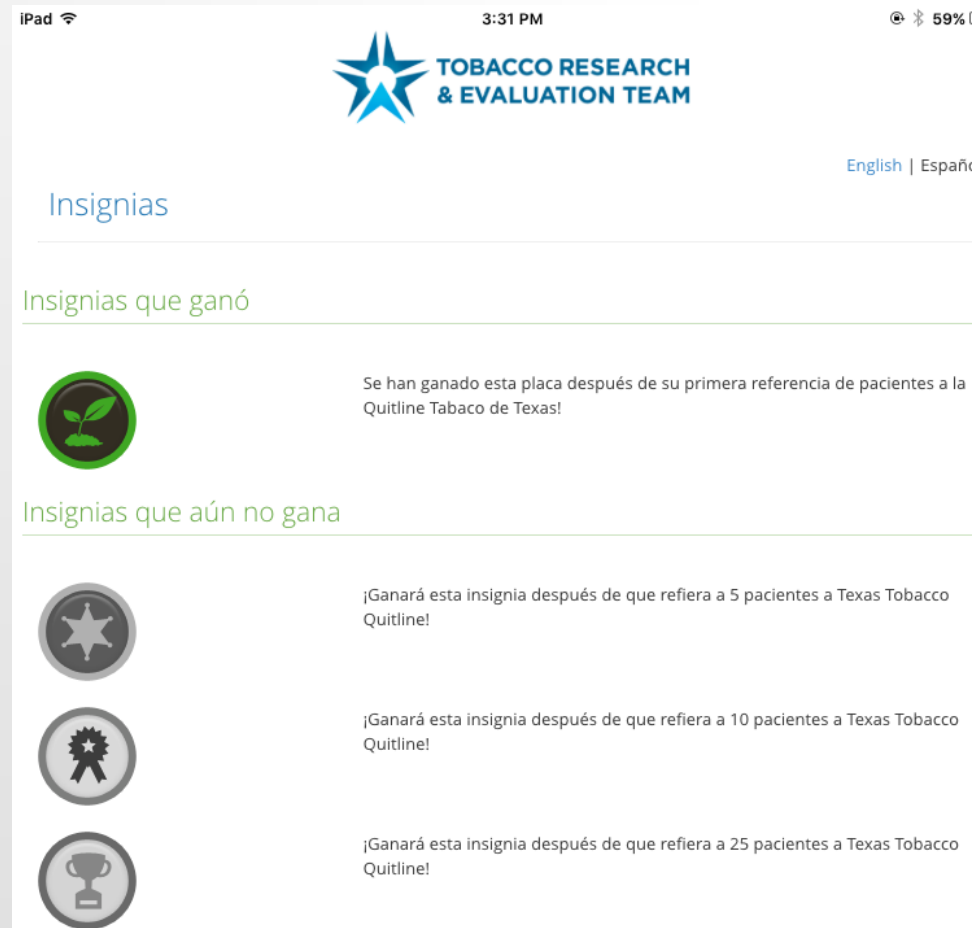 iPad
3:31 PM
59%
TOBACCO RESEARCH
& EVALUATION TEAM
English | Españo
Insignias
Insignias que ganó
Se han ganado esta placa después de su primera referencia de pacientes a la
Quitline Tabaco de Texas!
Insignias que aún no gana
¡Ganará esta insignia después de que refiera a 5 pacientes a Texas Tobacco
Quitline!
¡Ganará esta insignia después de que refiera a 10 pacientes a Texas Tobacco
Quitline!
¡Ganará esta insignia después de que refiera a 25 pacientes a Texas Tobacco
Quitline!